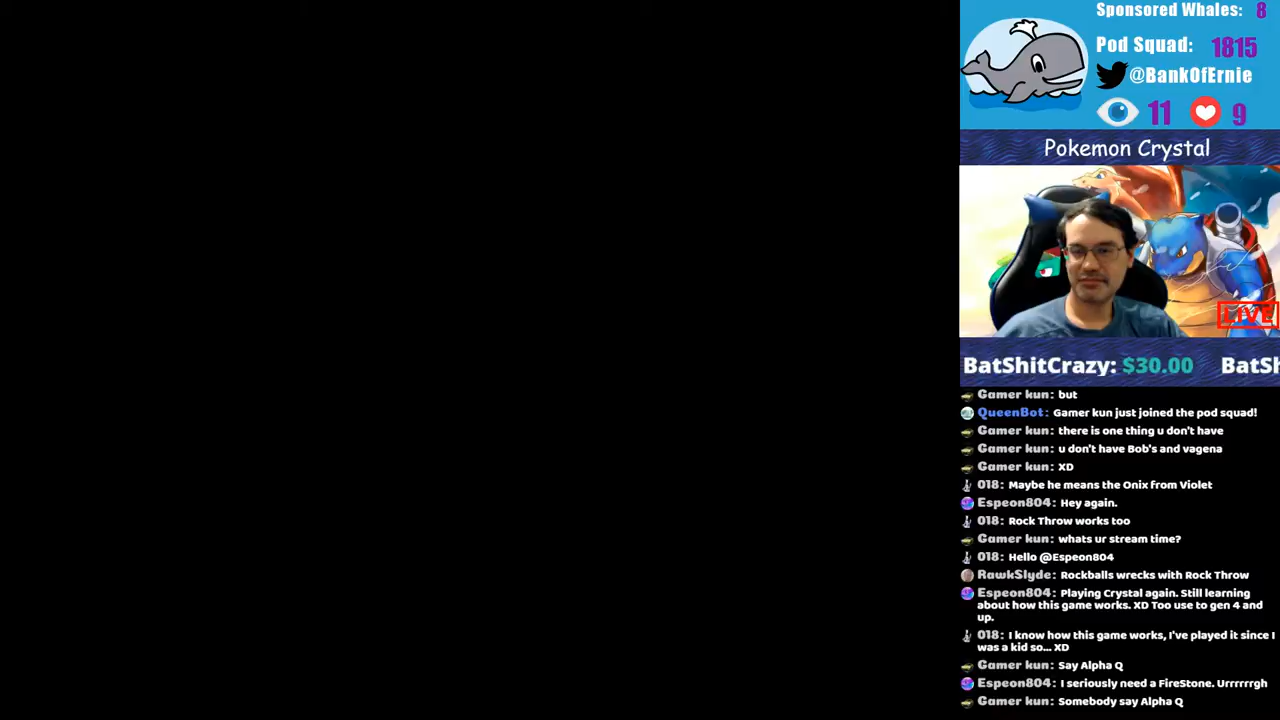 Sponsored Whales: 8
Pod Squad: 1815
@BankOfErnie
11 9
Pokemon Crystal
LIVE
BatShitCrazy: $30.00 BatSh
Gamer kun: but
QueenBot: Gamer kun just joined the pod squad!
Gamer kun: there is one thing u don't have
Gamer kun: u don't have Bob's and vagena
Gamer kun: XD
018: Maybe he means the Onix from Violet
Espeon804: Hey again.
018: Rock Throw works too
Gamer kun: whats ur stream time?
018: Hello @Espeon804
RawkSlyde: Rockballs wrecks with Rock Throw
Espeon804: Playing Crystal again. Still learning
about how this game works. XD Too use to gen 4 and
up.
018: I know how this game works, I've played it since I
was a kid so... XD
Gamer kun: Say Alpha Q
Espeon804: I seriously need a FireStone. Urrrrrrgh
Gamer kun: Somebody say Alpha Q